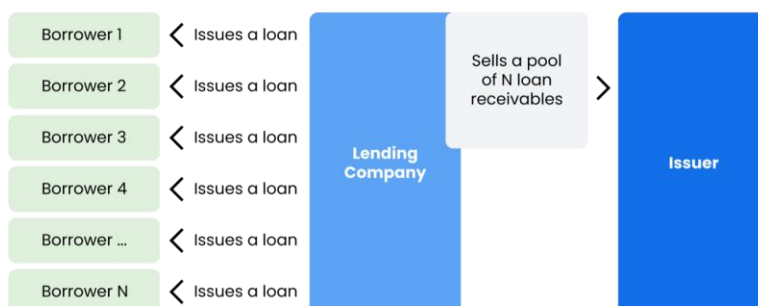 Borrower 1
Issues a loan
Borrower 2
Issues a loan
Borrower 3
Issues a loan
Borrower 4
Issues a loan
Borrower ...
Issues a loan
Borrower N
Issues a loan
Lending
Company
Sells a pool
of N loan
receivables
Issuer